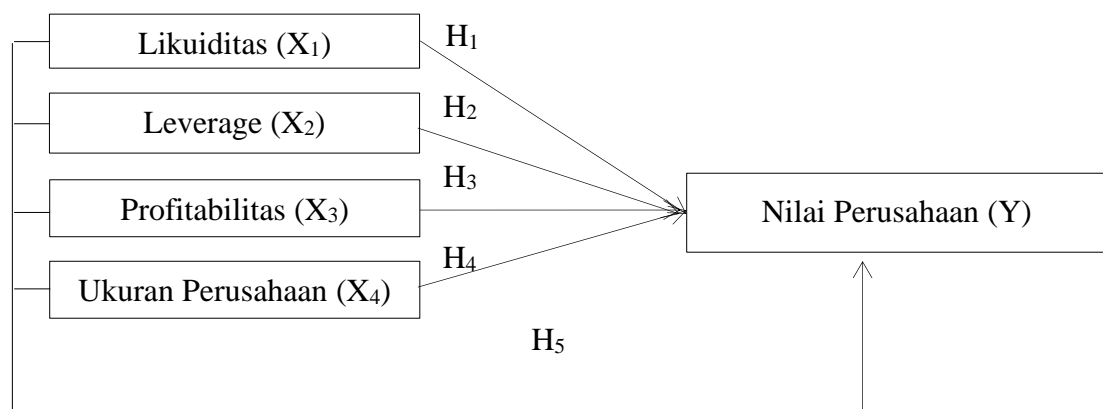 Likuiditas (X₁)
H₁
Leverage (X₂)
H₂
Profitabilitas (X₃)
H₃
Nilai Perusahaan (Y)
Ukuran Perusahaan (X₄)
H₄
H₅